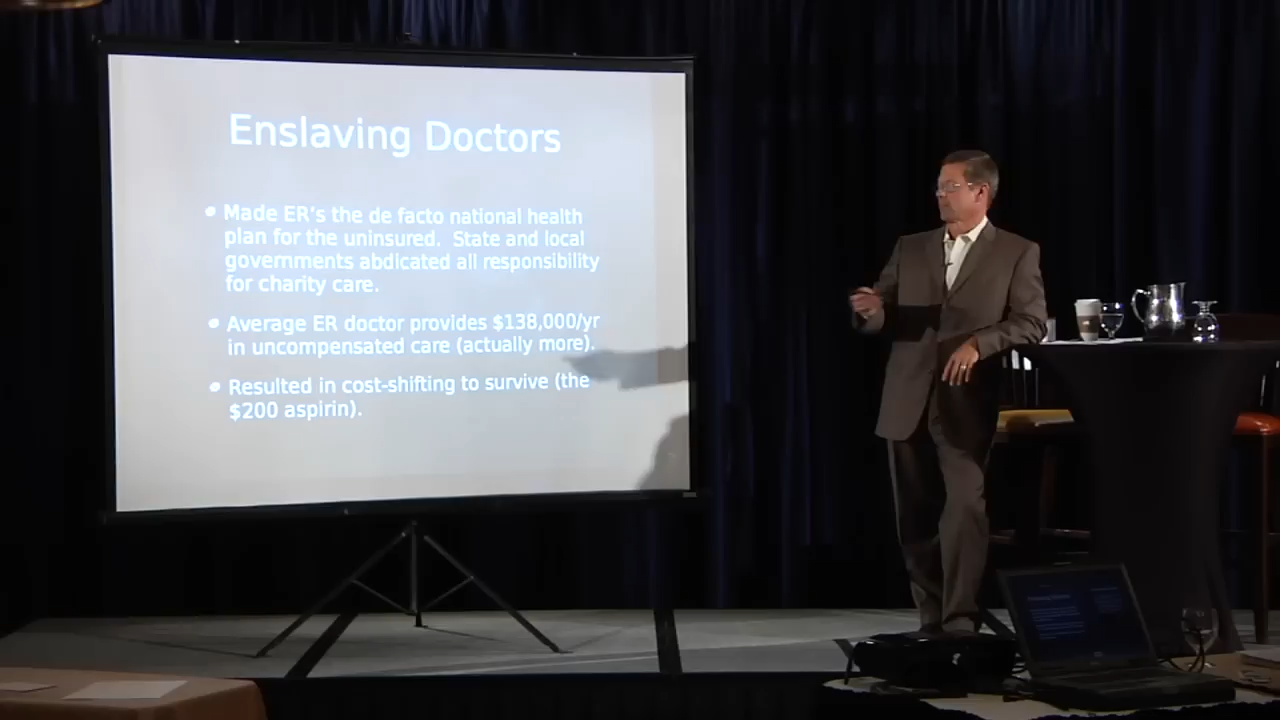 Enslaving Doctors
• Made ER's the de facto national health
plan for the uninsured. State and local
governments abdicated all responsibility
for charity care.
• Average ER doctor provides $138,000/yr
in uncompensated care (actually more).
• Resulted in cost-shifting to survive (the
$200 aspirin).